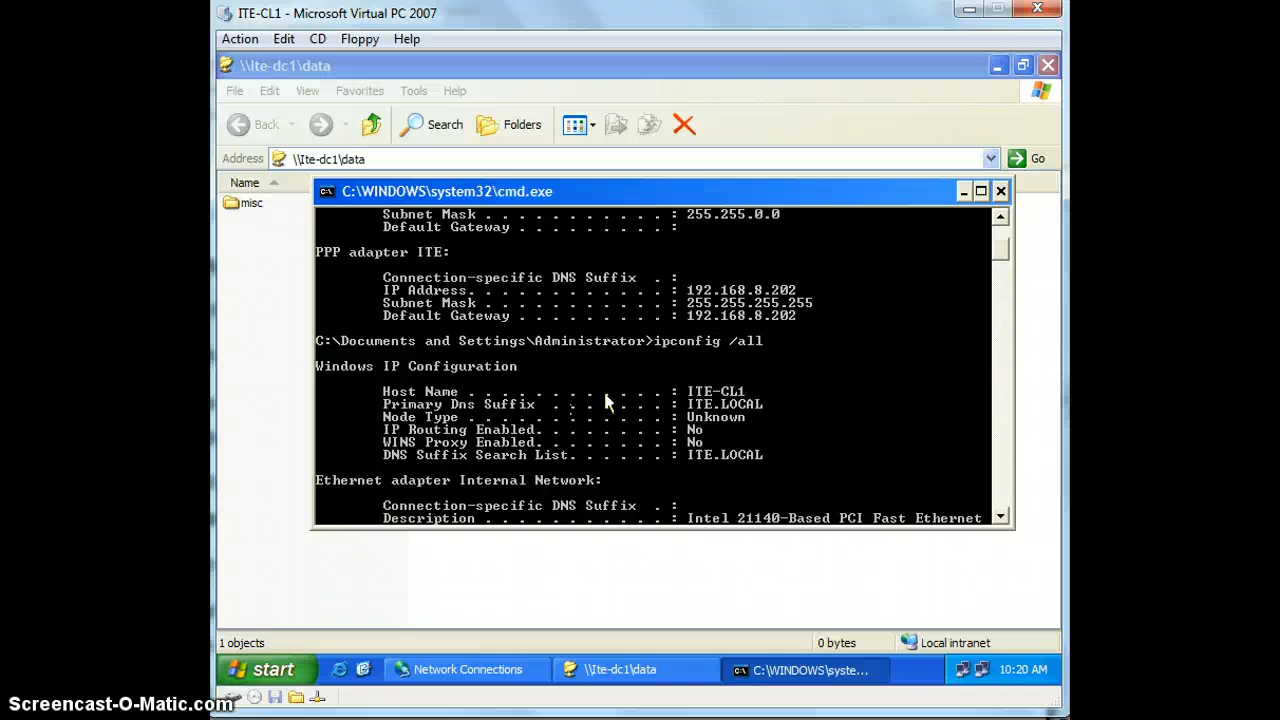 ITE-CL1 - Microsoft Virtual PC 2007
Action Edit CD Floppy Help
\\Ite-dc1\data
File Edit View Favorites Tools Help
Back Search Folders
Address \\Ite-dc1\data Go
Name
misc
C:\WINDOWS\system32\cmd.exe
Subnet Mask . . . . . . . . . . . : 255.255.0.0
Default Gateway . . . . . . . . . :
PPP adapter ITE:
Connection-specific DNS Suffix . :
IP Address. . . . . . . . . . . . : 192.168.8.202
Subnet Mask . . . . . . . . . . . : 255.255.255.255
Default Gateway . . . . . . . . . : 192.168.8.202
C:\Documents and Settings\Administrator>ipconfig /all
Windows IP Configuration
Host Name . . . . . . . . . . . . : ITE-CL1
Primary Dns Suffix . . . . . . . : ITE.LOCAL
Node Type . . . . . . . . . . . . : Unknown
IP Routing Enabled. . . . . . . . : No
WINS Proxy Enabled. . . . . . . . : No
DNS Suffix Search List. . . . . . : ITE.LOCAL
Ethernet adapter Internal Network:
Connection-specific DNS Suffix . :
Description . . . . . . . . . . . : Intel 21140-Based PCI Fast Ethernet
1 objects 0 bytes Local intranet
start Network Connections \\Ite-dc1\data C:\WINDOWS\syste... 10:20 AM
Screencast-O-Matic.com